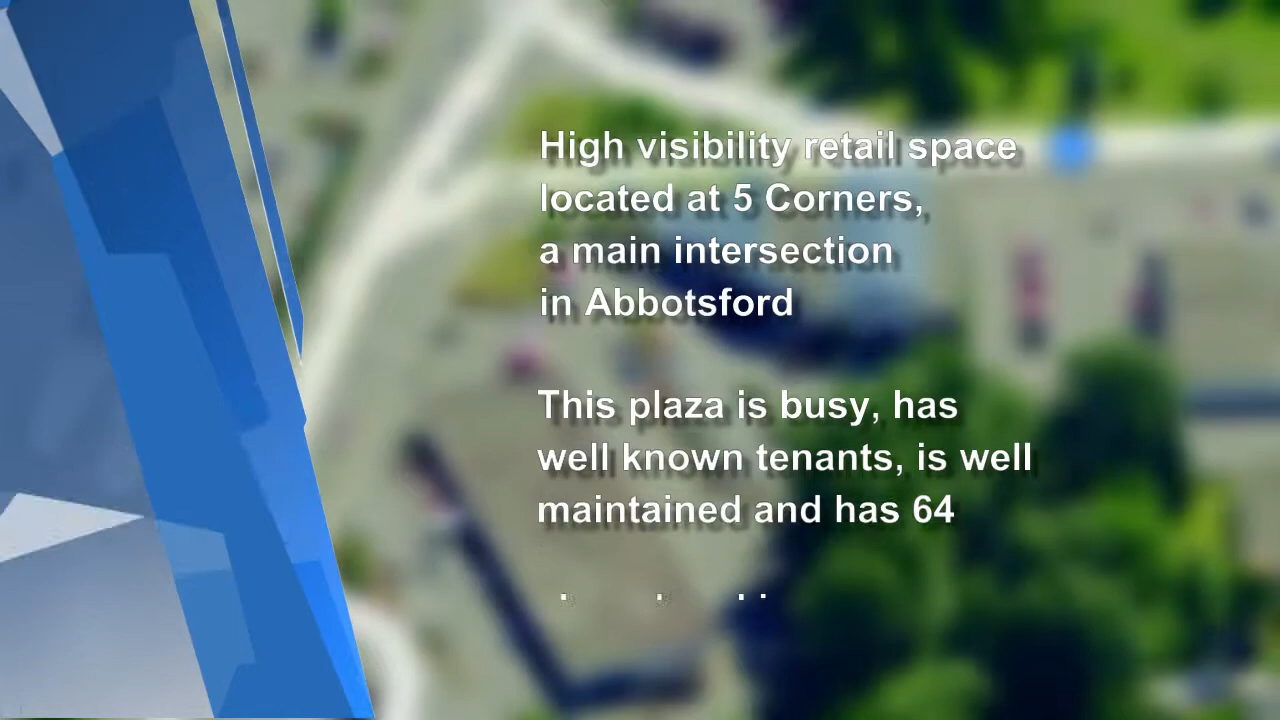 High visibility retail space
located at 5 Corners,
a main intersection
in Abbotsford
This plaza is busy, has
well known tenants, is well
maintained and has 64